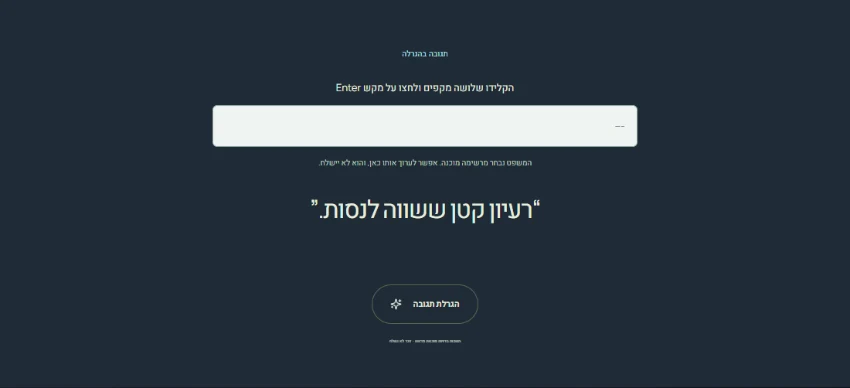 תגובה בהגרלה
הקלידו שלושה מקפים ולחצו על מקש Enter
---
המשפט נבחר מרשימה מוכנה. אפשר לערוך אותו כאן, והוא לא יישלח.
“רעיון קטן ששווה לנסות.”
הגרלת תגובה